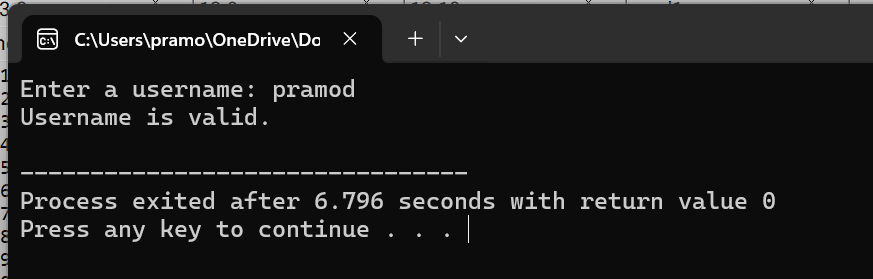 C:\Users\pramo\OneDrive\Do
Enter a username: pramod
Username is valid.
--------------------------------
Process exited after 6.796 seconds with return value 0
Press any key to continue . . .